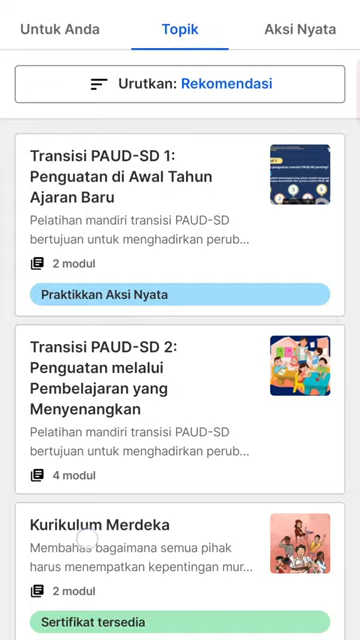 Untuk Anda
Topik
Aksi Nyata
Urutkan: Rekomendasi
Transisi PAUD-SD 1:
Penguatan di Awal Tahun
Ajaran Baru
Pelatihan mandiri transisi PAUD-SD
bertujuan untuk menghadirkan perub...
2 modul
Praktikkan Aksi Nyata
Transisi PAUD-SD 2:
Penguatan melalui
Pembelajaran yang
Menyenangkan
Pelatihan mandiri transisi PAUD-SD
bertujuan untuk menghadirkan perub...
4 modul
Kurikulum Merdeka
Membahas bagaimana semua pihak
harus menempatkan kepentingan mur...
2 modul
Sertifikat tersedia